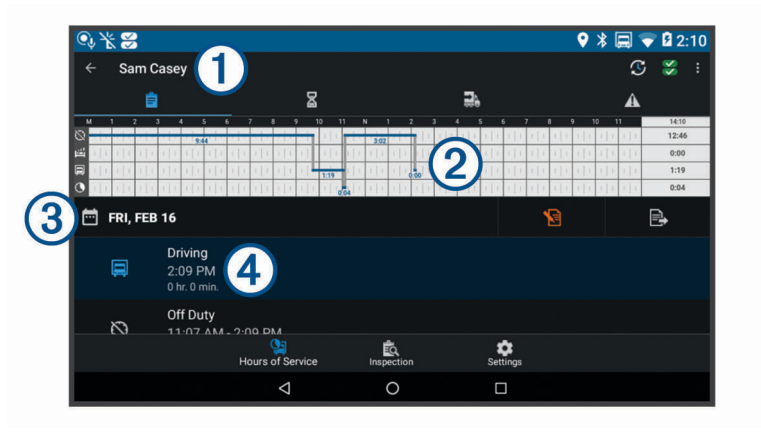 2:10
Sam Casey
1
M 1 2 3 4 5 6 7 8 9 10 11 N 1 2 3 4 5 6 7 8 9 10 11 14:10
9:44 3:02 12:46
0:00
1:19 0:00 1:19
0:04 0:04
2
3
FRI, FEB 16
Driving
2:09 PM
0 hr. 0 min.
4
Off Duty
11:07 AM - 2:09 PM
Hours of Service Inspection Settings